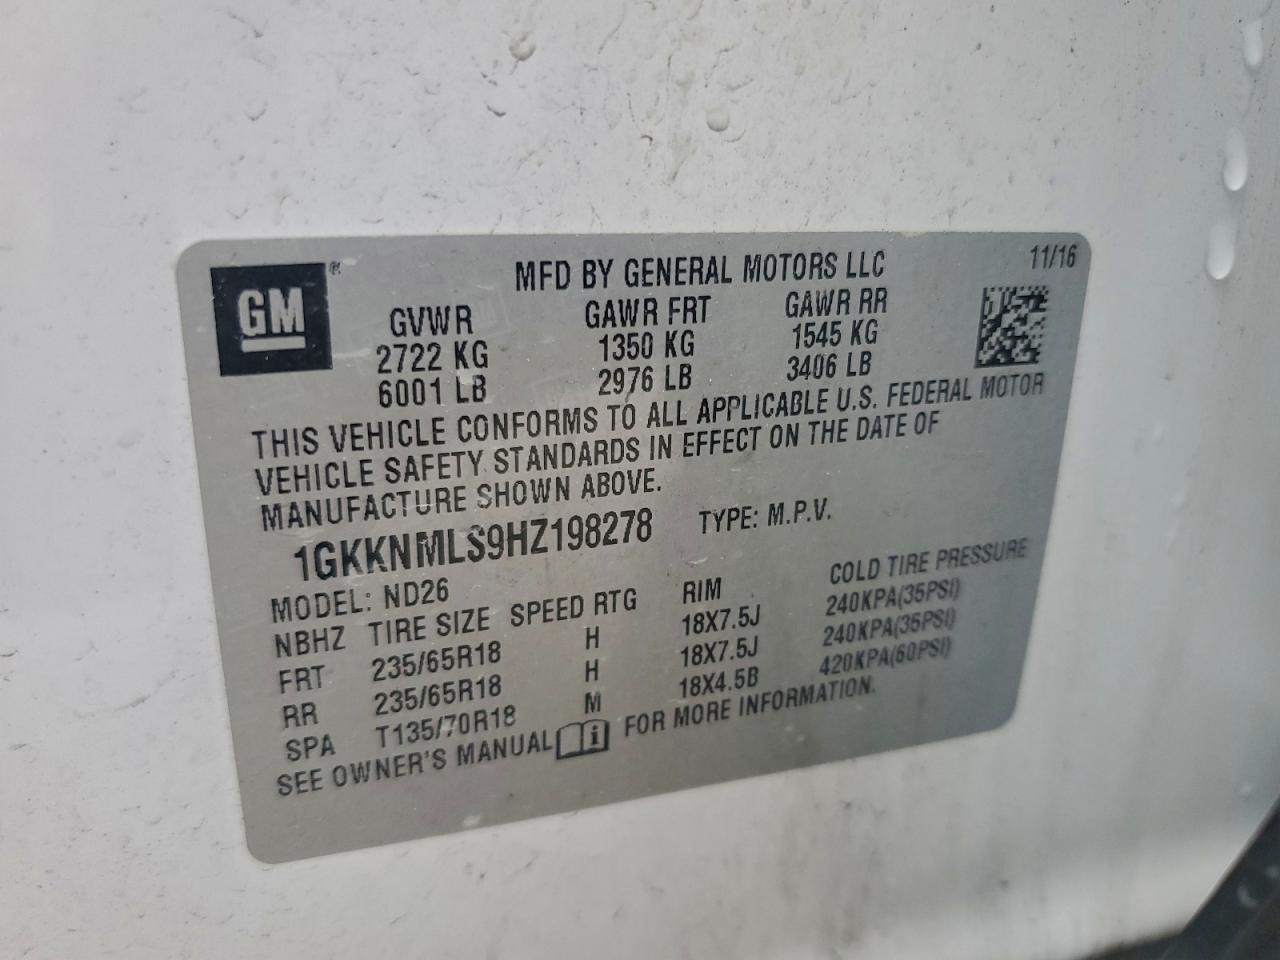 GM ®
MFD BY GENERAL MOTORS LLC 11/16
GVWR GAWR FRT GAWR RR
2722 KG 1350 KG 1545 KG
6001 LB 2976 LB 3406 LB
THIS VEHICLE CONFORMS TO ALL APPLICABLE U.S. FEDERAL MOTOR
VEHICLE SAFETY STANDARDS IN EFFECT ON THE DATE OF
MANUFACTURE SHOWN ABOVE.
1GKKNMLS9HZ198278 TYPE: M.P.V.
MODEL: ND26
NBHZ TIRE SIZE SPEED RTG RIM COLD TIRE PRESSURE
FRT 235/65R18 H 18X7.5J 240KPA(35PSI)
RR 235/65R18 H 18X7.5J 240KPA(35PSI)
SPA T135/70R18 M 18X4.5B 420KPA(60PSI)
SEE OWNER'S MANUAL i FOR MORE INFORMATION.